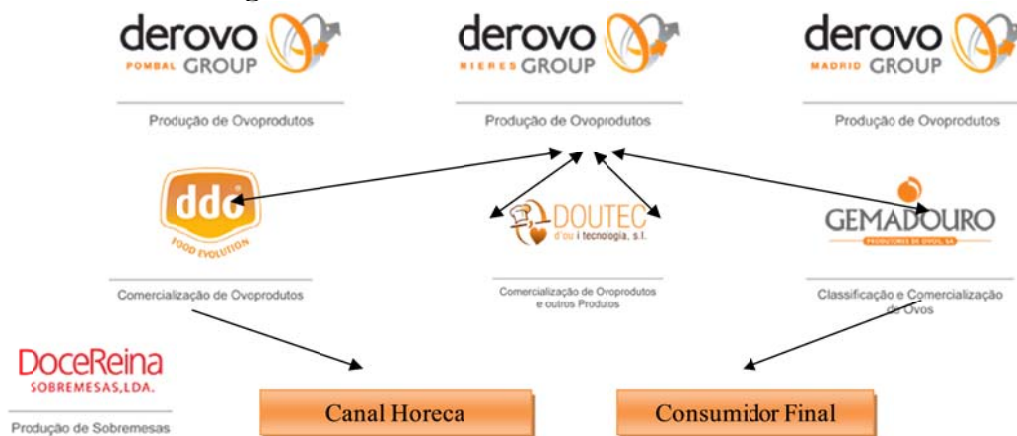 derovo derovo derovo
POMBAL GROUP NIERES GROUP MADRID GROUP
Produção de Ovoprodutos Produção de Ovoprodutos Produção de Ovoprodutos
ddo
FOOD EVOLUTION
DOUTEC
d'ou i tecnologia, s.l.
GEMADOURO
PRODUTORES DE OVOS, SA
Comercialização de Ovoprodutos
Comercialização de Ovoprodutos
e outros Produtos
Classificação e Comercialização
de Ovos
DoceReina
SOBREMESAS, LDA.
Produção de Sobremesas
Canal Horeca
Consumidor Final